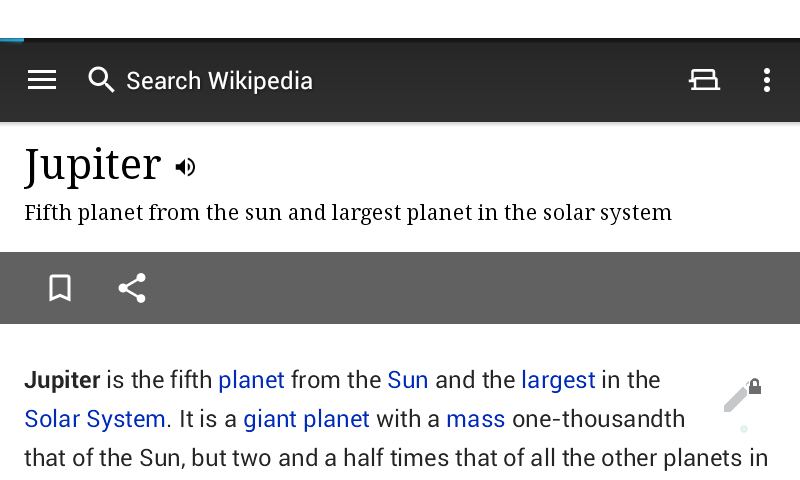 Search Wikipedia
Jupiter
Fifth planet from the sun and largest planet in the solar system
Jupiter is the fifth planet from the Sun and the largest in the
Solar System. It is a giant planet with a mass one-thousandth
that of the Sun, but two and a half times that of all the other planets in